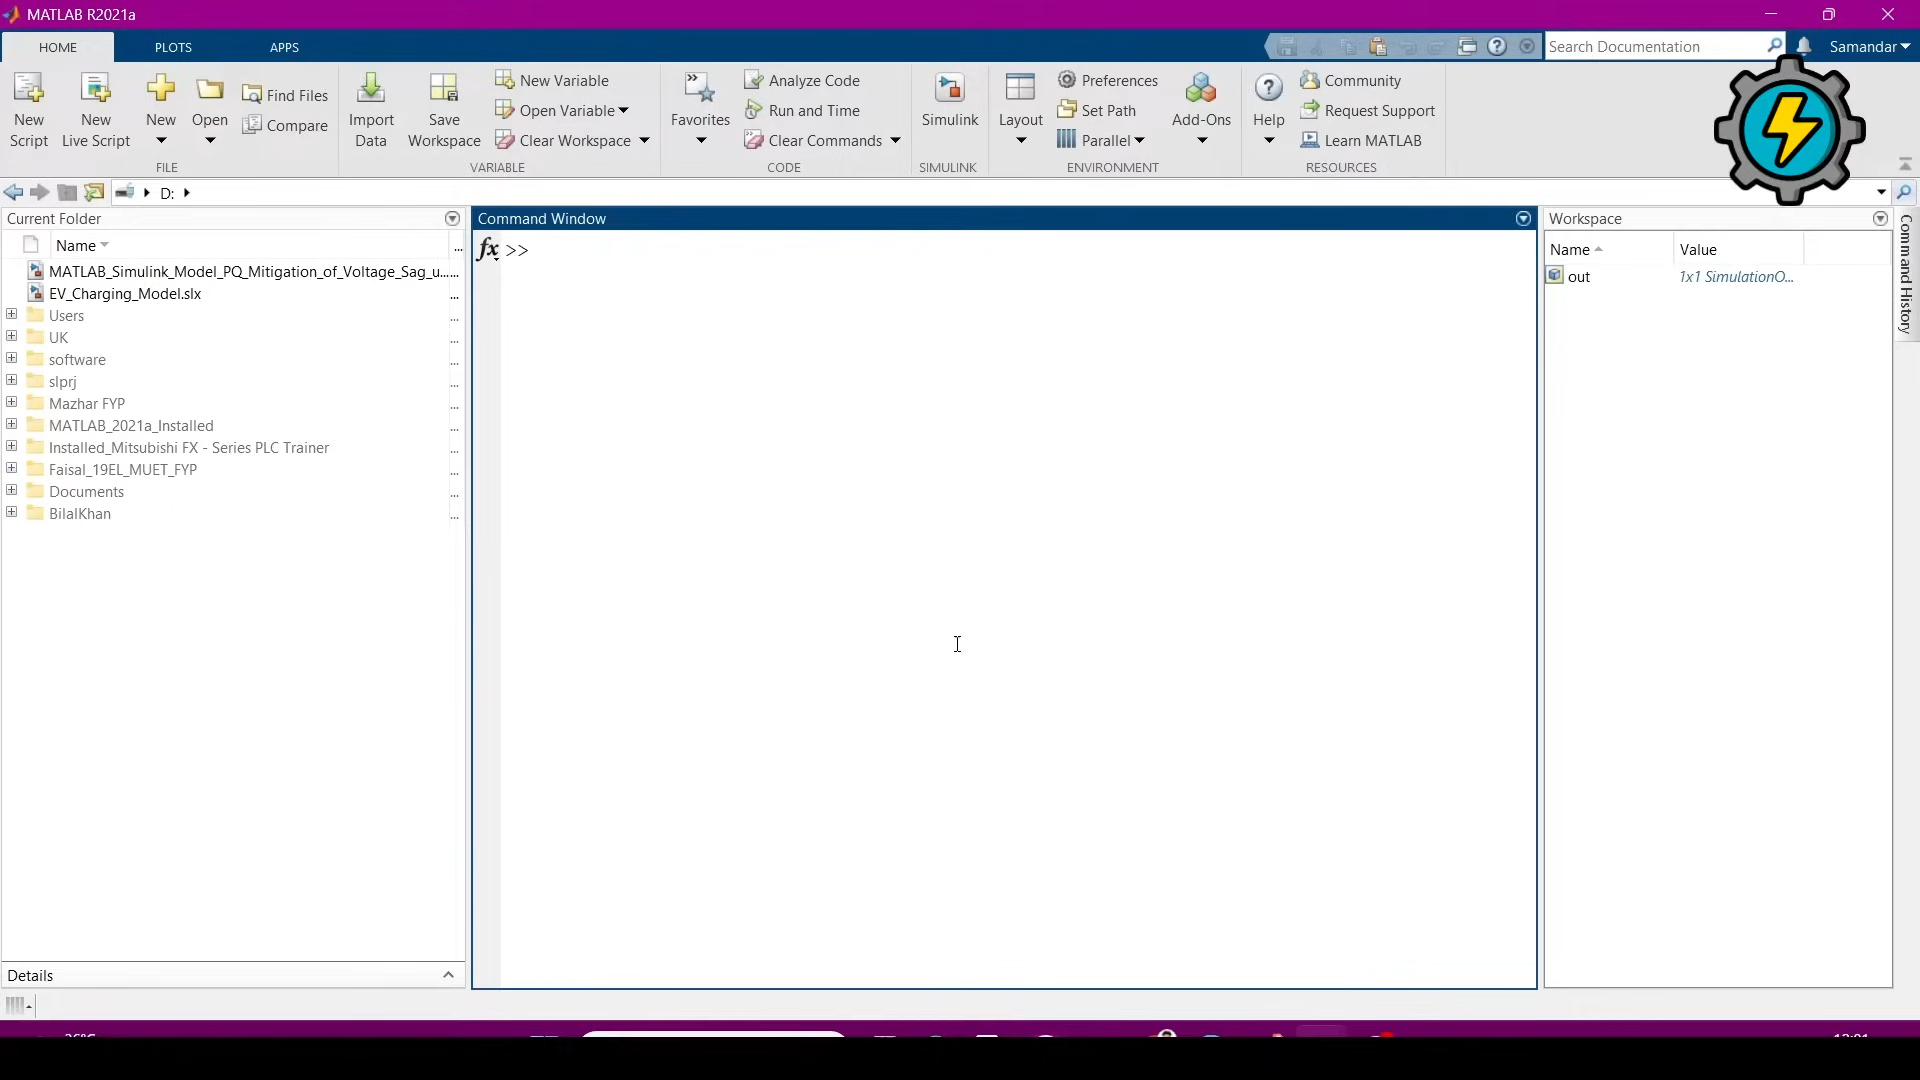 MATLAB R2021a
HOME PLOTS APPS
Search Documentation
Samandar
New Script
New Live Script
New
Open
Find Files
Compare
FILE
Import Data
Save Workspace
New Variable
Open Variable
Clear Workspace
VARIABLE
Favorites
Analyze Code
Run and Time
Clear Commands
CODE
Simulink
SIMULINK
Layout
Preferences
Set Path
Parallel
Add-Ons
ENVIRONMENT
Help
Community
Request Support
Learn MATLAB
RESOURCES
D:
Current Folder
Name
MATLAB_Simulink_Model_PQ_Mitigation_of_Voltage_Sag_u...
EV_Charging_Model.slx
Users
UK
software
slprj
Mazhar FYP
MATLAB_2021a_Installed
Installed_Mitsubishi FX - Series PLC Trainer
Faisal_19EL_MUET_FYP
Documents
BilalKhan
Details
Command Window
fx >>
Workspace
Name Value
out 1x1 SimulationO...
Command History